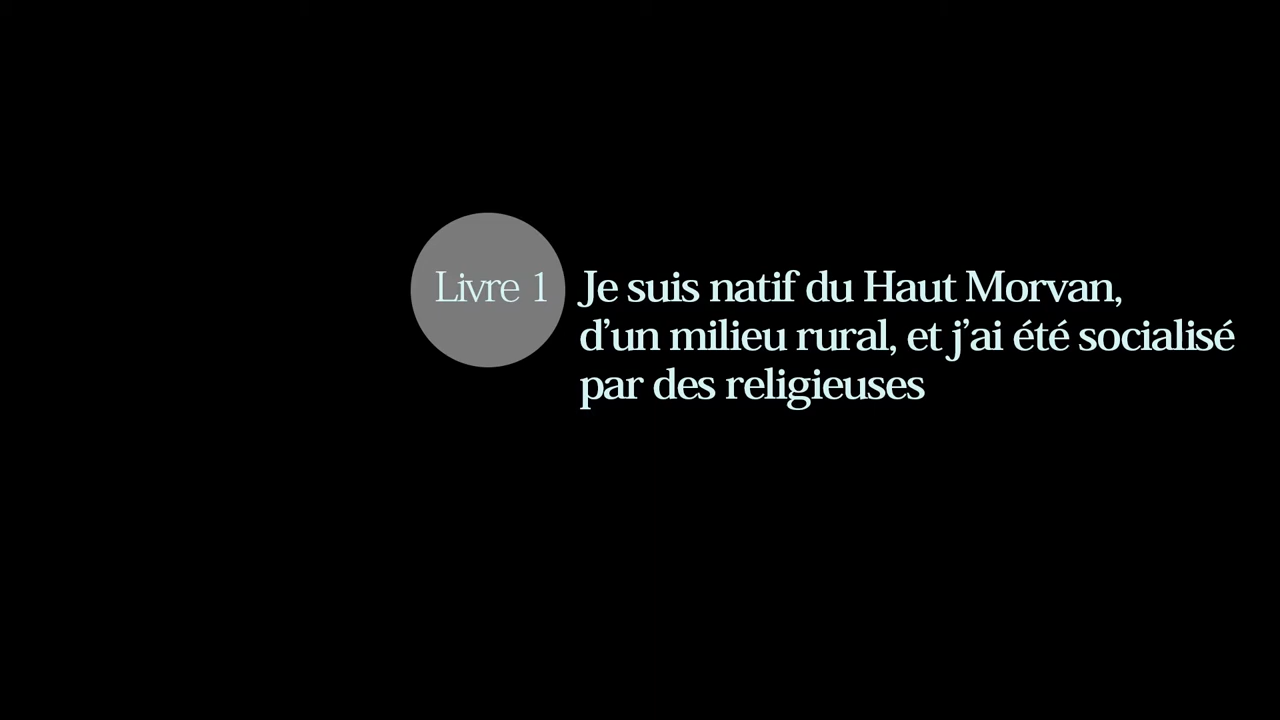 Livre 1 Je suis natif du Haut Morvan,
d’un milieu rural, et j’ai été socialisé
par des religieuses